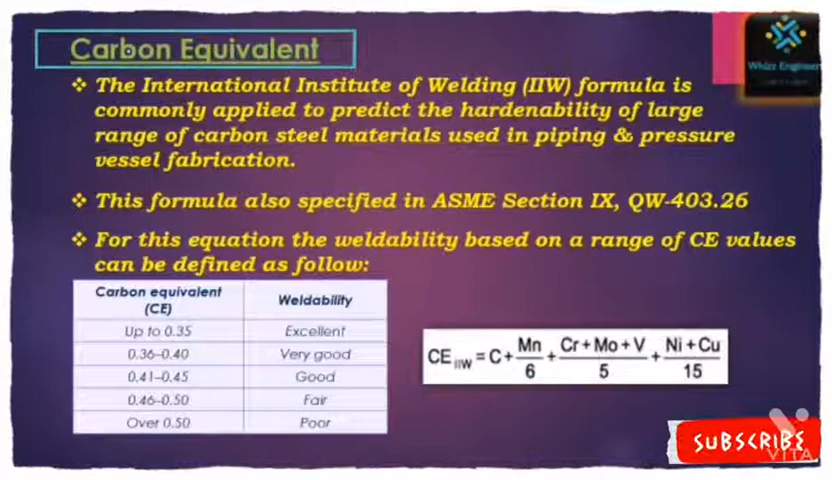 Carbon Equivalent
Whizz Engineers
❖ The International Institute of Welding (IIW) formula is
commonly applied to predict the hardenability of large
range of carbon steel materials used in piping & pressure
vessel fabrication.
❖ This formula also specified in ASME Section IX, QW-403.26
❖ For this equation the weldability based on a range of CE values
can be defined as follow:
Carbon equivalent (CE) Weldability
Up to 0.35 Excellent
0.36–0.40 Very good
0.41–0.45 Good
0.46–0.50 Fair
Over 0.50 Poor
CE IIW = C + Mn/6 + (Cr + Mo + V)/5 + (Ni + Cu)/15
SUBSCRIBE
VITA